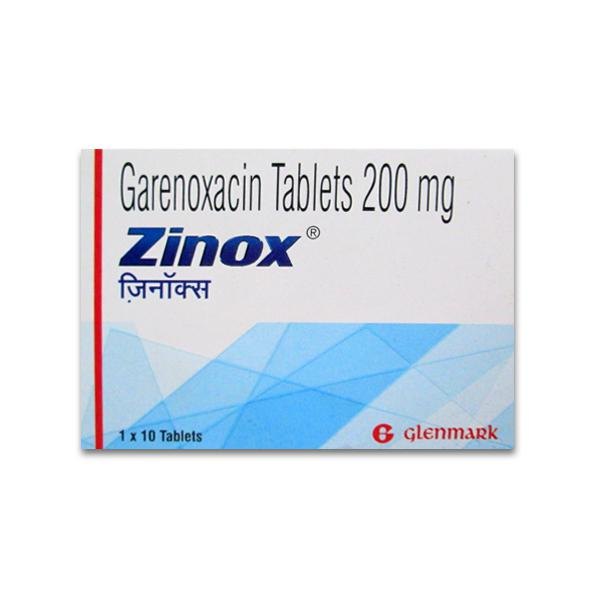 Garenoxacin Tablets 200 mg
Zinox®
ज़िनॉक्स
1 x 10 Tablets
G glenmark